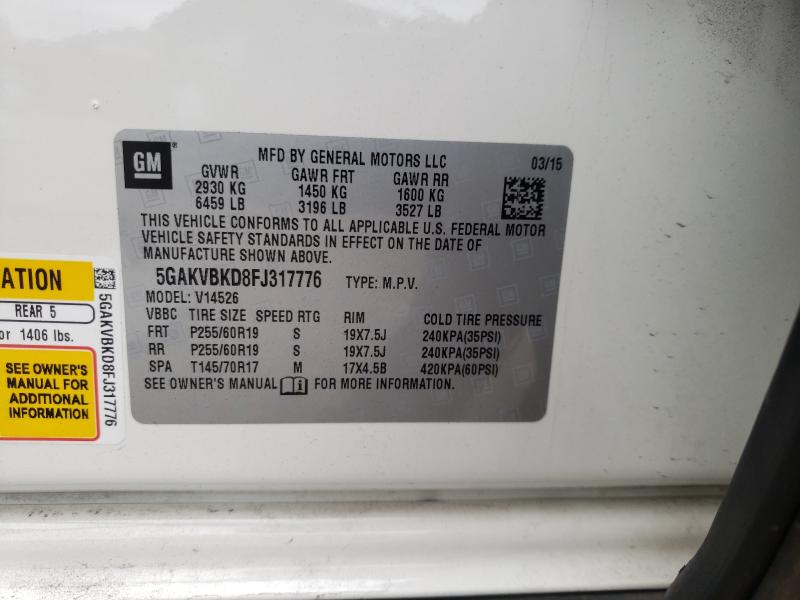 GM
MFD BY GENERAL MOTORS LLC
03/15
GVWR GAWR FRT GAWR RR
2930 KG 1450 KG 1600 KG
6459 LB 3196 LB 3527 LB
THIS VEHICLE CONFORMS TO ALL APPLICABLE U.S. FEDERAL MOTOR
VEHICLE SAFETY STANDARDS IN EFFECT ON THE DATE OF
MANUFACTURE SHOWN ABOVE.
5GAKVBKD8FJ317776 TYPE: M.P.V.
MODEL: V14526
VBBC TIRE SIZE SPEED RTG RIM COLD TIRE PRESSURE
FRT P255/60R19 S 19X7.5J 240KPA(35PSI)
RR P255/60R19 S 19X7.5J 240KPA(35PSI)
SPA T145/70R17 M 17X4.5B 420KPA(60PSI)
SEE OWNER'S MANUAL FOR MORE INFORMATION.
ATION
REAR 5
or 1406 lbs.
SEE OWNER'S
MANUAL FOR
ADDITIONAL
INFORMATION
5GAKVBKD8FJ317776